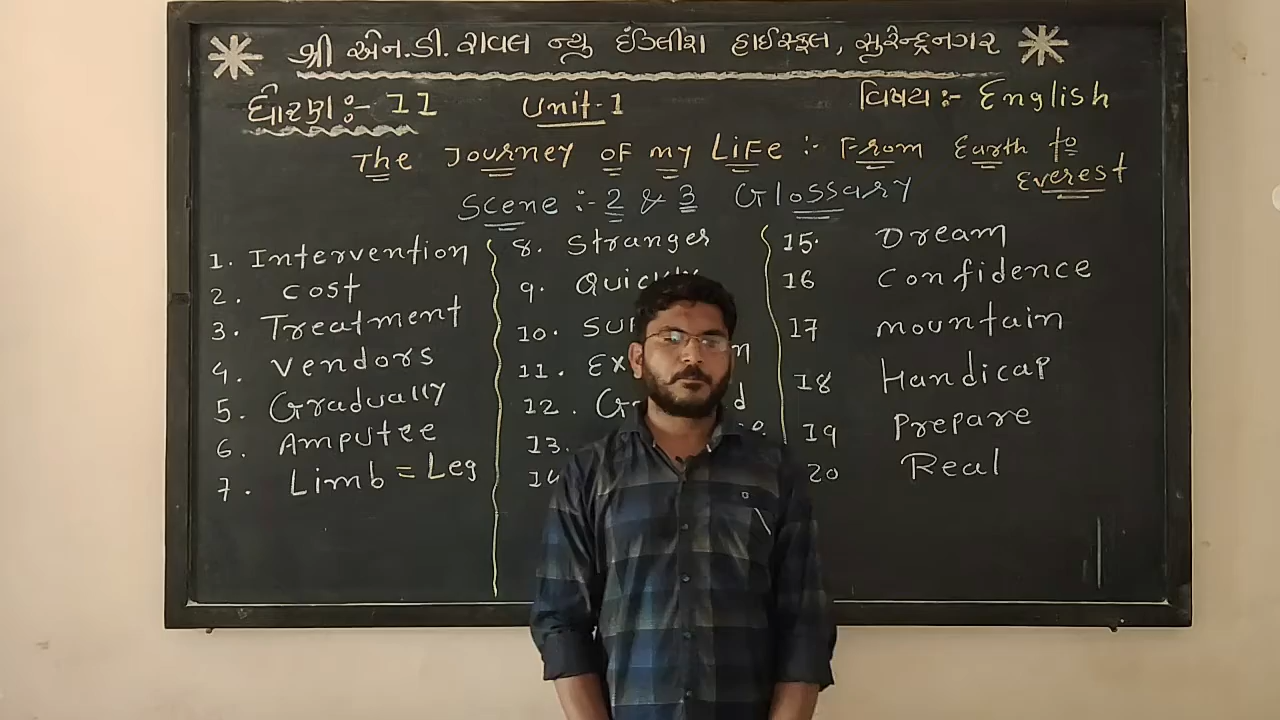 શ્રી એન.ડી. રાવલ ન્યુ ઇંગ્લીશ હાઈસ્કૂલ, સુરેન્દ્રનગર
ધોરણ :- 11 Unit-1 વિષય :- English
The Journey of my Life :- From Earth to
Everest
Scene :- 2 & 3 Glossary
1. Intervention
2. Cost
3. Treatment
4. Vendors
5. Gradually
6. Amputee
7. Limb = Leg
8. Stranger
9.
10.
11.
12.
13.
15. Dream
16 Confidence
17 mountain
18 Handicap
19 Prepare
20 Real